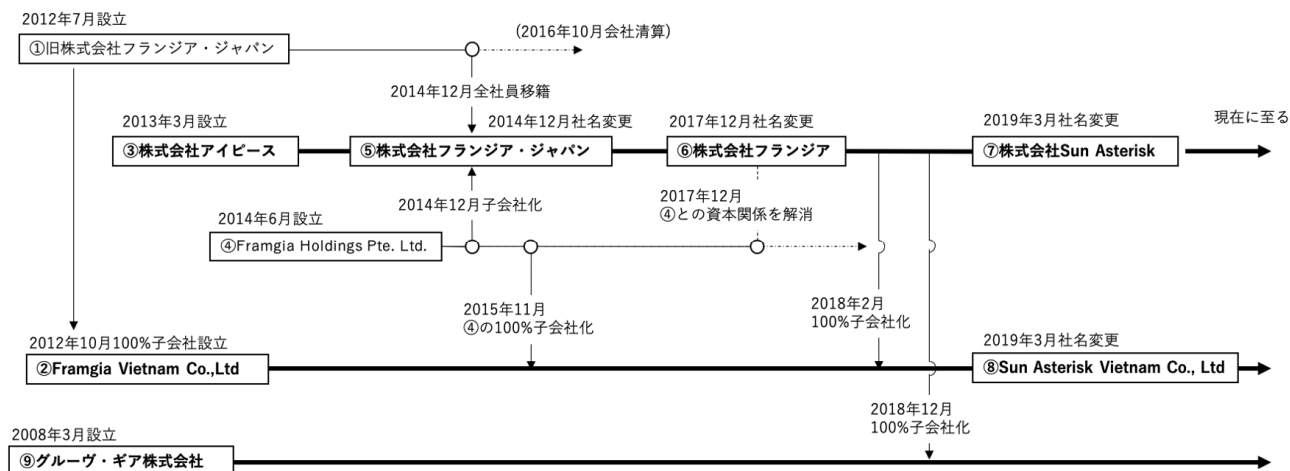 2012年7月設立
①旧株式会社フランジア・ジャパン
(2016年10月会社清算)
2014年12月全社員移籍
2013年3月設立
2014年12月社名変更
2017年12月社名変更
2019年3月社名変更
現在に至る
③株式会社アイピース
⑤株式会社フランジア・ジャパン
⑥株式会社フランジア
⑦株式会社Sun Asterisk
2014年12月子会社化
2017年12月
④との資本関係を解消
2014年6月設立
④Framgia Holdings Pte. Ltd.
2015年11月
④の100%子会社化
2018年2月
100%子会社化
2012年10月100%子会社設立
2019年3月社名変更
②Framgia Vietnam Co.,Ltd
⑧Sun Asterisk Vietnam Co., Ltd
2018年12月
100%子会社化
2008年3月設立
⑨グルーヴ・ギア株式会社